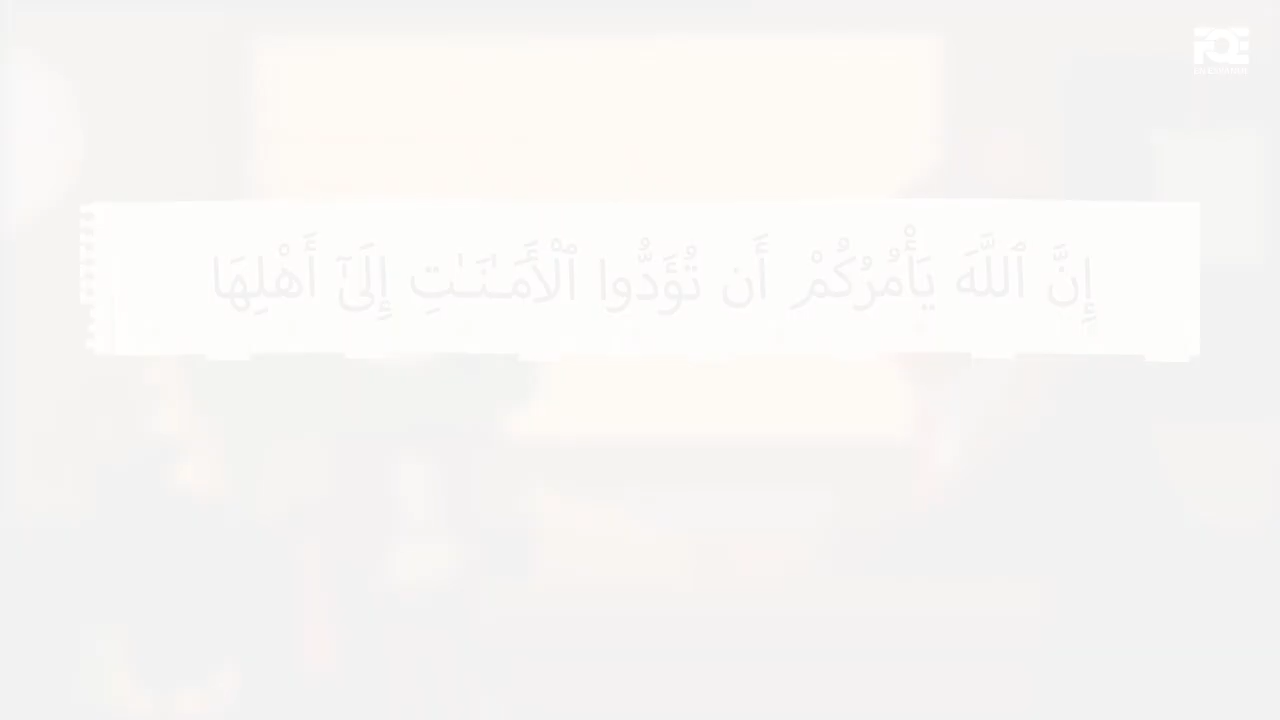 إِنَّ ٱللَّهَ يَأْمُرُكُمْ أَن تُؤَدُّوا ٱلْأَمَـٰنَـٰتِ إِلَىٰٓ أَهْلِهَا